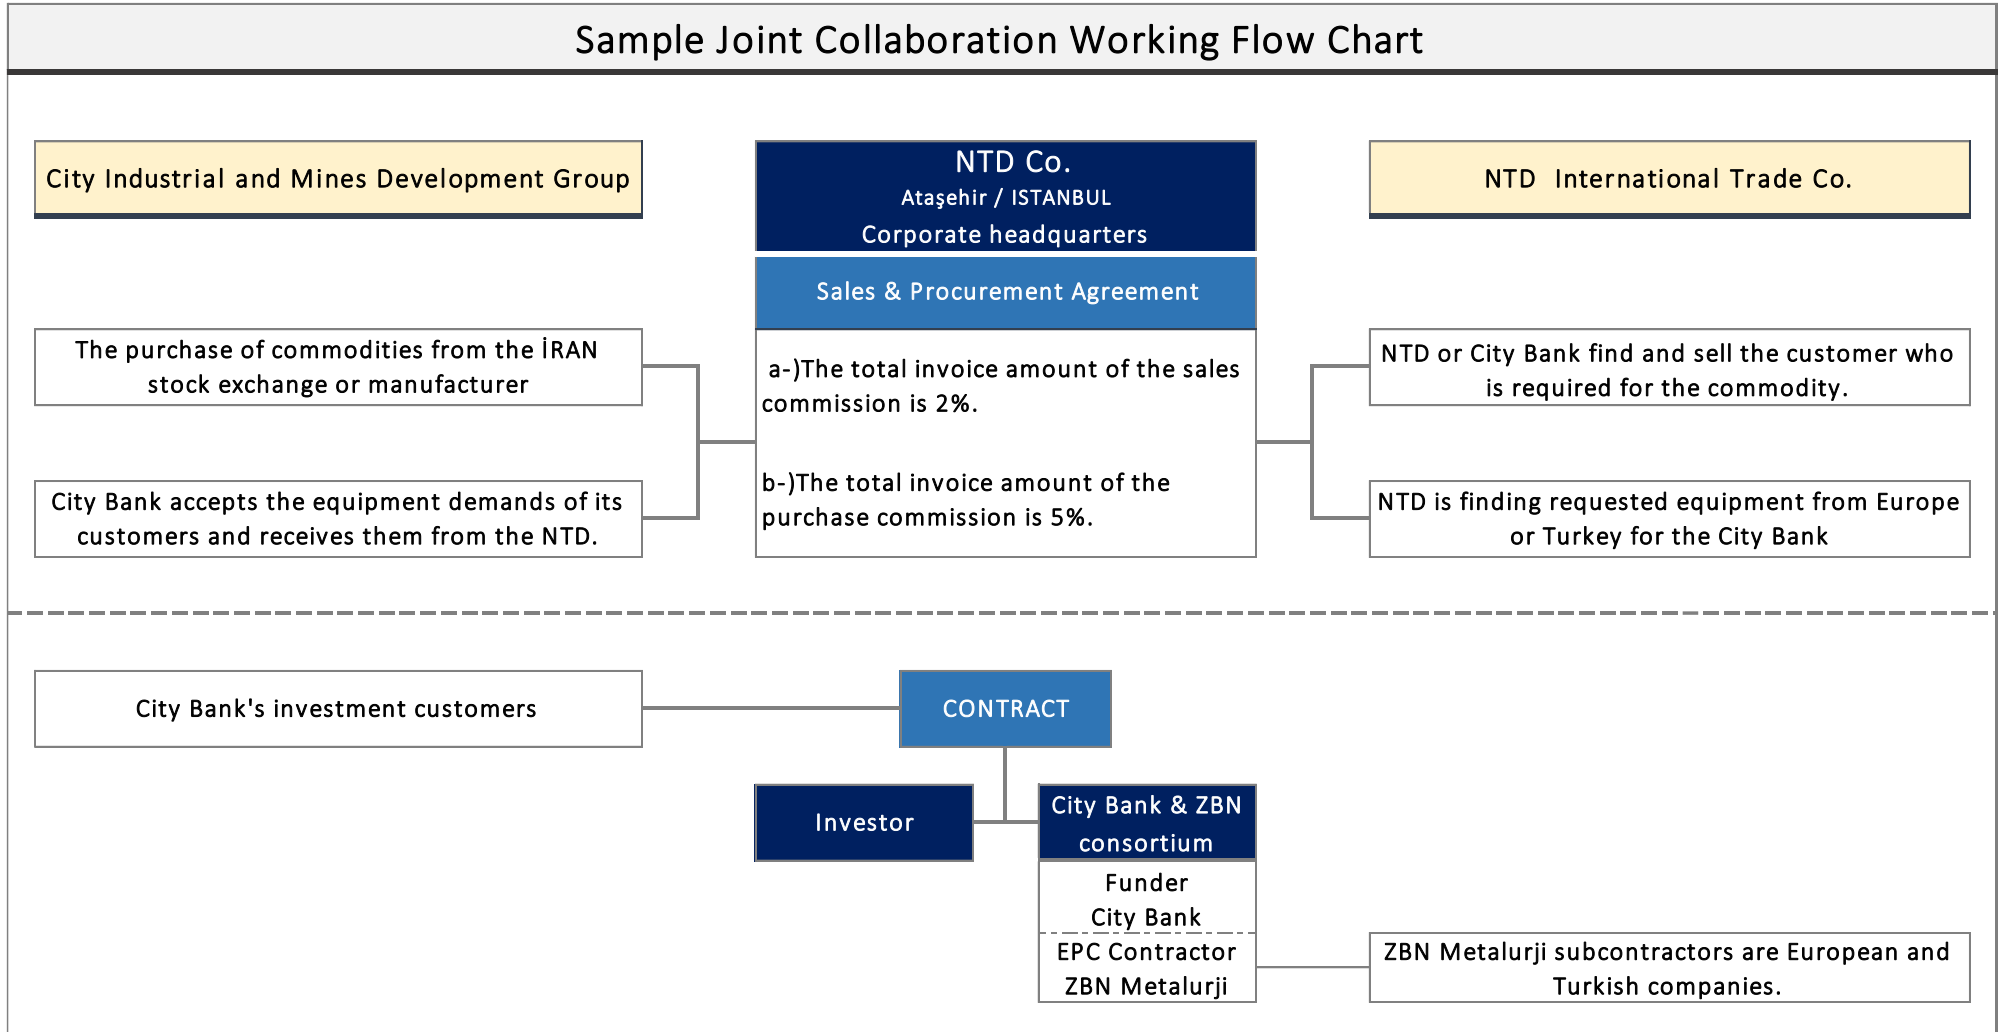 Sample Joint Collaboration Working Flow Chart
City Industrial and Mines Development Group
NTD Co.
Ataşehir / ISTANBUL
Corporate headquarters
NTD International Trade Co.
Sales & Procurement Agreement
The purchase of commodities from the İRAN
stock exchange or manufacturer
City Bank accepts the equipment demands of its
customers and receives them from the NTD.
a-)The total invoice amount of the sales
commission is 2%.
b-)The total invoice amount of the
purchase commission is 5%.
NTD or City Bank find and sell the customer who
is required for the commodity.
NTD is finding requested equipment from Europe
or Turkey for the City Bank
City Bank's investment customers
CONTRACT
Investor
City Bank & ZBN
consortium
Funder
City Bank
EPC Contractor
ZBN Metalurji
ZBN Metalurji subcontractors are European and
Turkish companies.